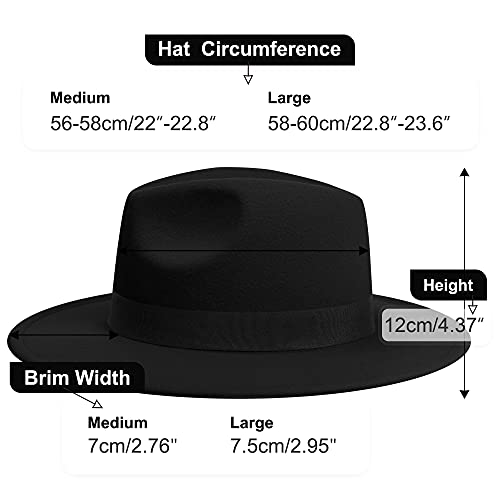 Hat Circumference
Medium
56-58cm/22″-22.8″
Large
58-60cm/22.8″-23.6″
Height
12cm/4.37″
Brim Width
Medium
7cm/2.76"
Large
7.5cm/2.95"